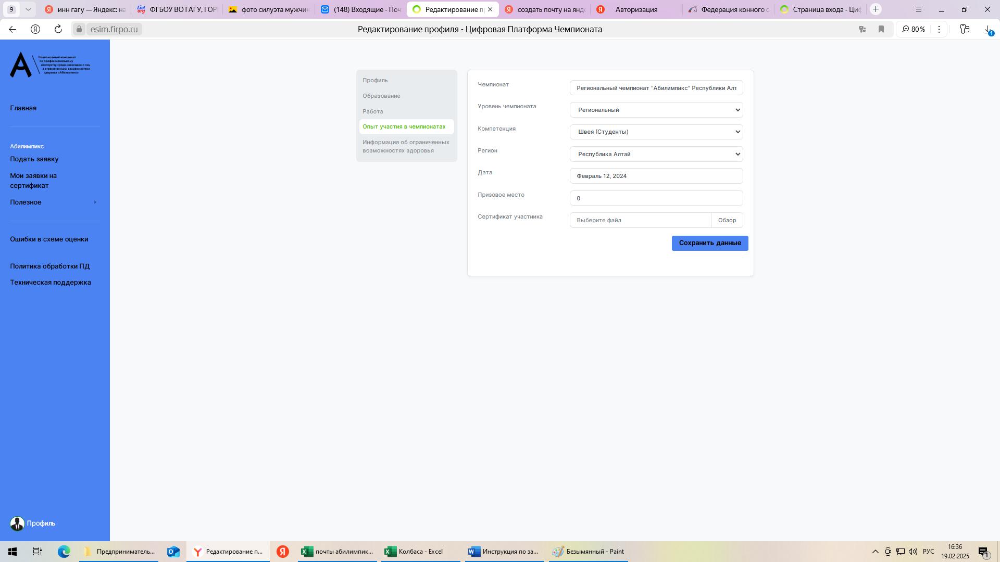 9
инн гагу — Яндекс: на
ФГБОУ ВО ГАГУ, ГОР
фото силуэта мужчин
(148) Входящие - Поч
Редактирование п
создать почту на янде
Авторизация
Федерация конного с
Страница входа - Циф
esim.firpo.ru
Редактирование профиля - Цифровая Платформа Чемпионата
80 %
1
Национальный чемпионат
по профессиональному
мастерству среди инвалидов и лиц
с ограниченными возможностями
здоровья «Абилимпикс»
Главная
Абилимпикс
Подать заявку
Мои заявки на
сертификат
Полезное
Ошибки в схеме оценки
Политика обработки ПД
Техническая поддержка
Профиль
Профиль
Образование
Работа
Опыт участия в чемпионатах
Информация об ограниченных
возможностях здоровья
Чемпионат
Региональный чемпионат "Абилимпикс" Республики Алт
Уровень чемпионата
Региональный
Компетенция
Швея (Студенты)
Регион
Республика Алтай
Дата
Февраль 12, 2024
Призовое место
0
Сертификат участника
Выберите файл
Обзор
Сохранить данные
Предприниматель...
Редактирование п...
почты абилимпик...
Колбаса - Excel
Инструкция по за...
Безымянный - Paint
РУС
16:36
19.02.2025
1